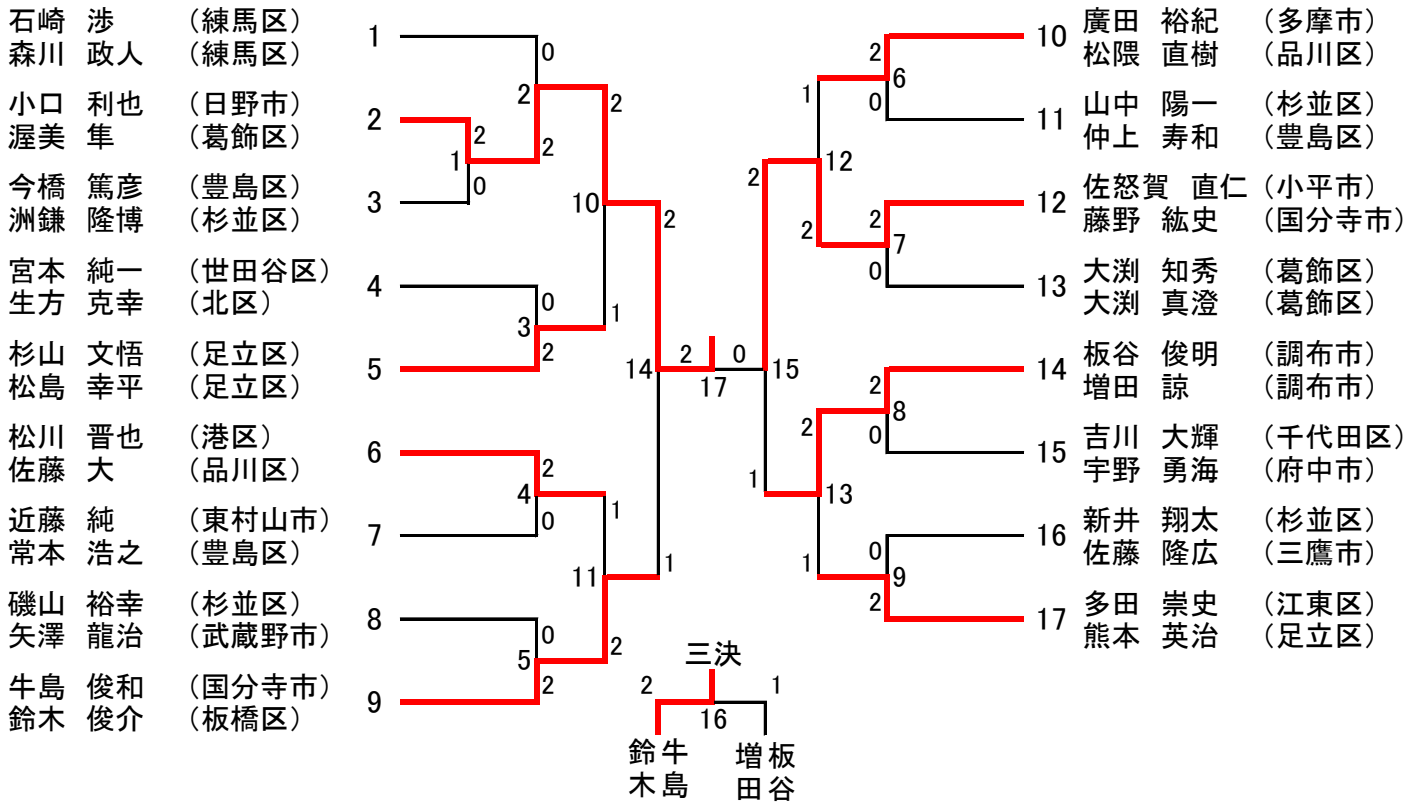 石崎 渉 (練馬区)
森川 政人 (練馬区)
1
0
小口 利也 (日野市)
渥美 隼 (葛飾区)
2
2
1
0
2
2
今橋 篤彦 (豊島区)
洲鎌 隆博 (杉並区)
3
2
10
宮本 純一 (世田谷区)
生方 克幸 (北区)
4
0
3
2
1
杉山 文悟 (足立区)
松島 幸平 (足立区)
5
2
14
松川 晋也 (港区)
佐藤 大 (品川区)
6
2
4
0
1
近藤 純 (東村山市)
常本 浩之 (豊島区)
7
11
1
磯山 裕幸 (杉並区)
矢澤 龍治 (武蔵野市)
8
0
5
2
2
牛島 俊和 (国分寺市)
鈴木 俊介 (板橋区)
9
2 0
17
三決
2 1
16
鈴木 牛島 増田 板谷
10
廣田 裕紀 (多摩市)
松隈 直樹 (品川区)
2
6
0
1
11
山中 陽一 (杉並区)
仲上 寿和 (豊島区)
12
2
12
佐怒賀 直仁 (小平市)
藤野 紘史 (国分寺市)
2
7
0
2
13
大渕 知秀 (葛飾区)
大渕 真澄 (葛飾区)
15
14
板谷 俊明 (調布市)
増田 諒 (調布市)
2
8
0
2
15
吉川 大輝 (千代田区)
宇野 勇海 (府中市)
1
13
16
新井 翔太 (杉並区)
佐藤 隆広 (三鷹市)
0
9
2
1
17
多田 崇史 (江東区)
熊本 英治 (足立区)